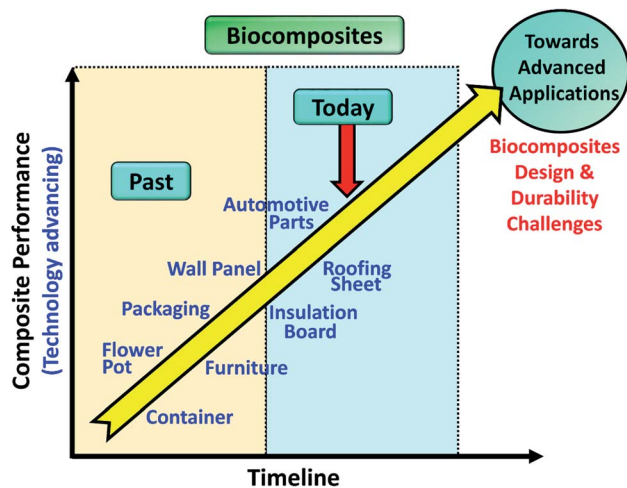 Biocomposites
Towards
Advanced
Applications
Today
Past
Biocomposites
Design &
Durability
Challenges
Automotive
Parts
Wall Panel
Roofing
Sheet
Packaging
Insulation
Board
Flower
Pot
Furniture
Container
Composite Performance
(Technology advancing)
Timeline